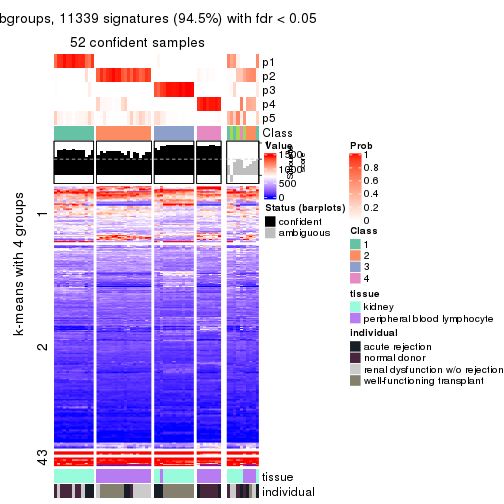 bgroups, 11339 signatures (94.5%) with fdr < 0.05
52 confident samples
p1
p2
p3
p4
p5
Class
k-means with 4 groups
1
2
43
Value
1500
1000
500
0
Status (barplots)
confident
ambiguous
Prob
1
0.8
0.6
0.4
0.2
0
Class
1
2
3
4
tissue
kidney
peripheral blood lymphocyte
individual
acute rejection
normal donor
renal dysfunction w/o rejection
well-functioning transplant
tissue
individual